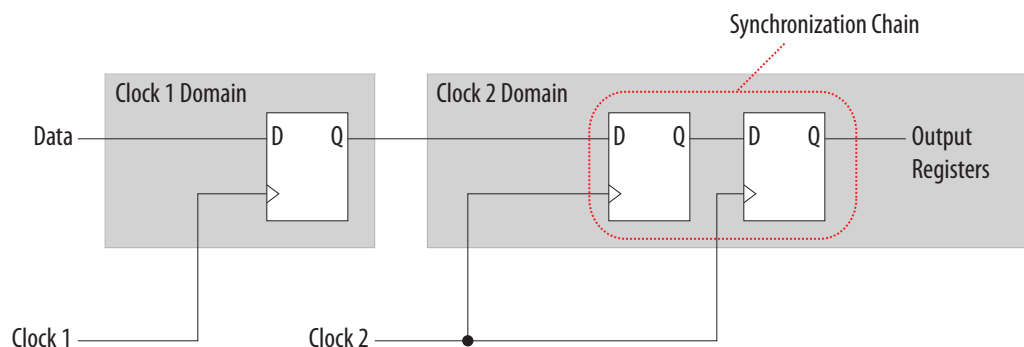 Synchronization Chain
Clock 1 Domain
Clock 2 Domain
Data
D Q
D Q
D Q
Output
Registers
Clock 1
Clock 2